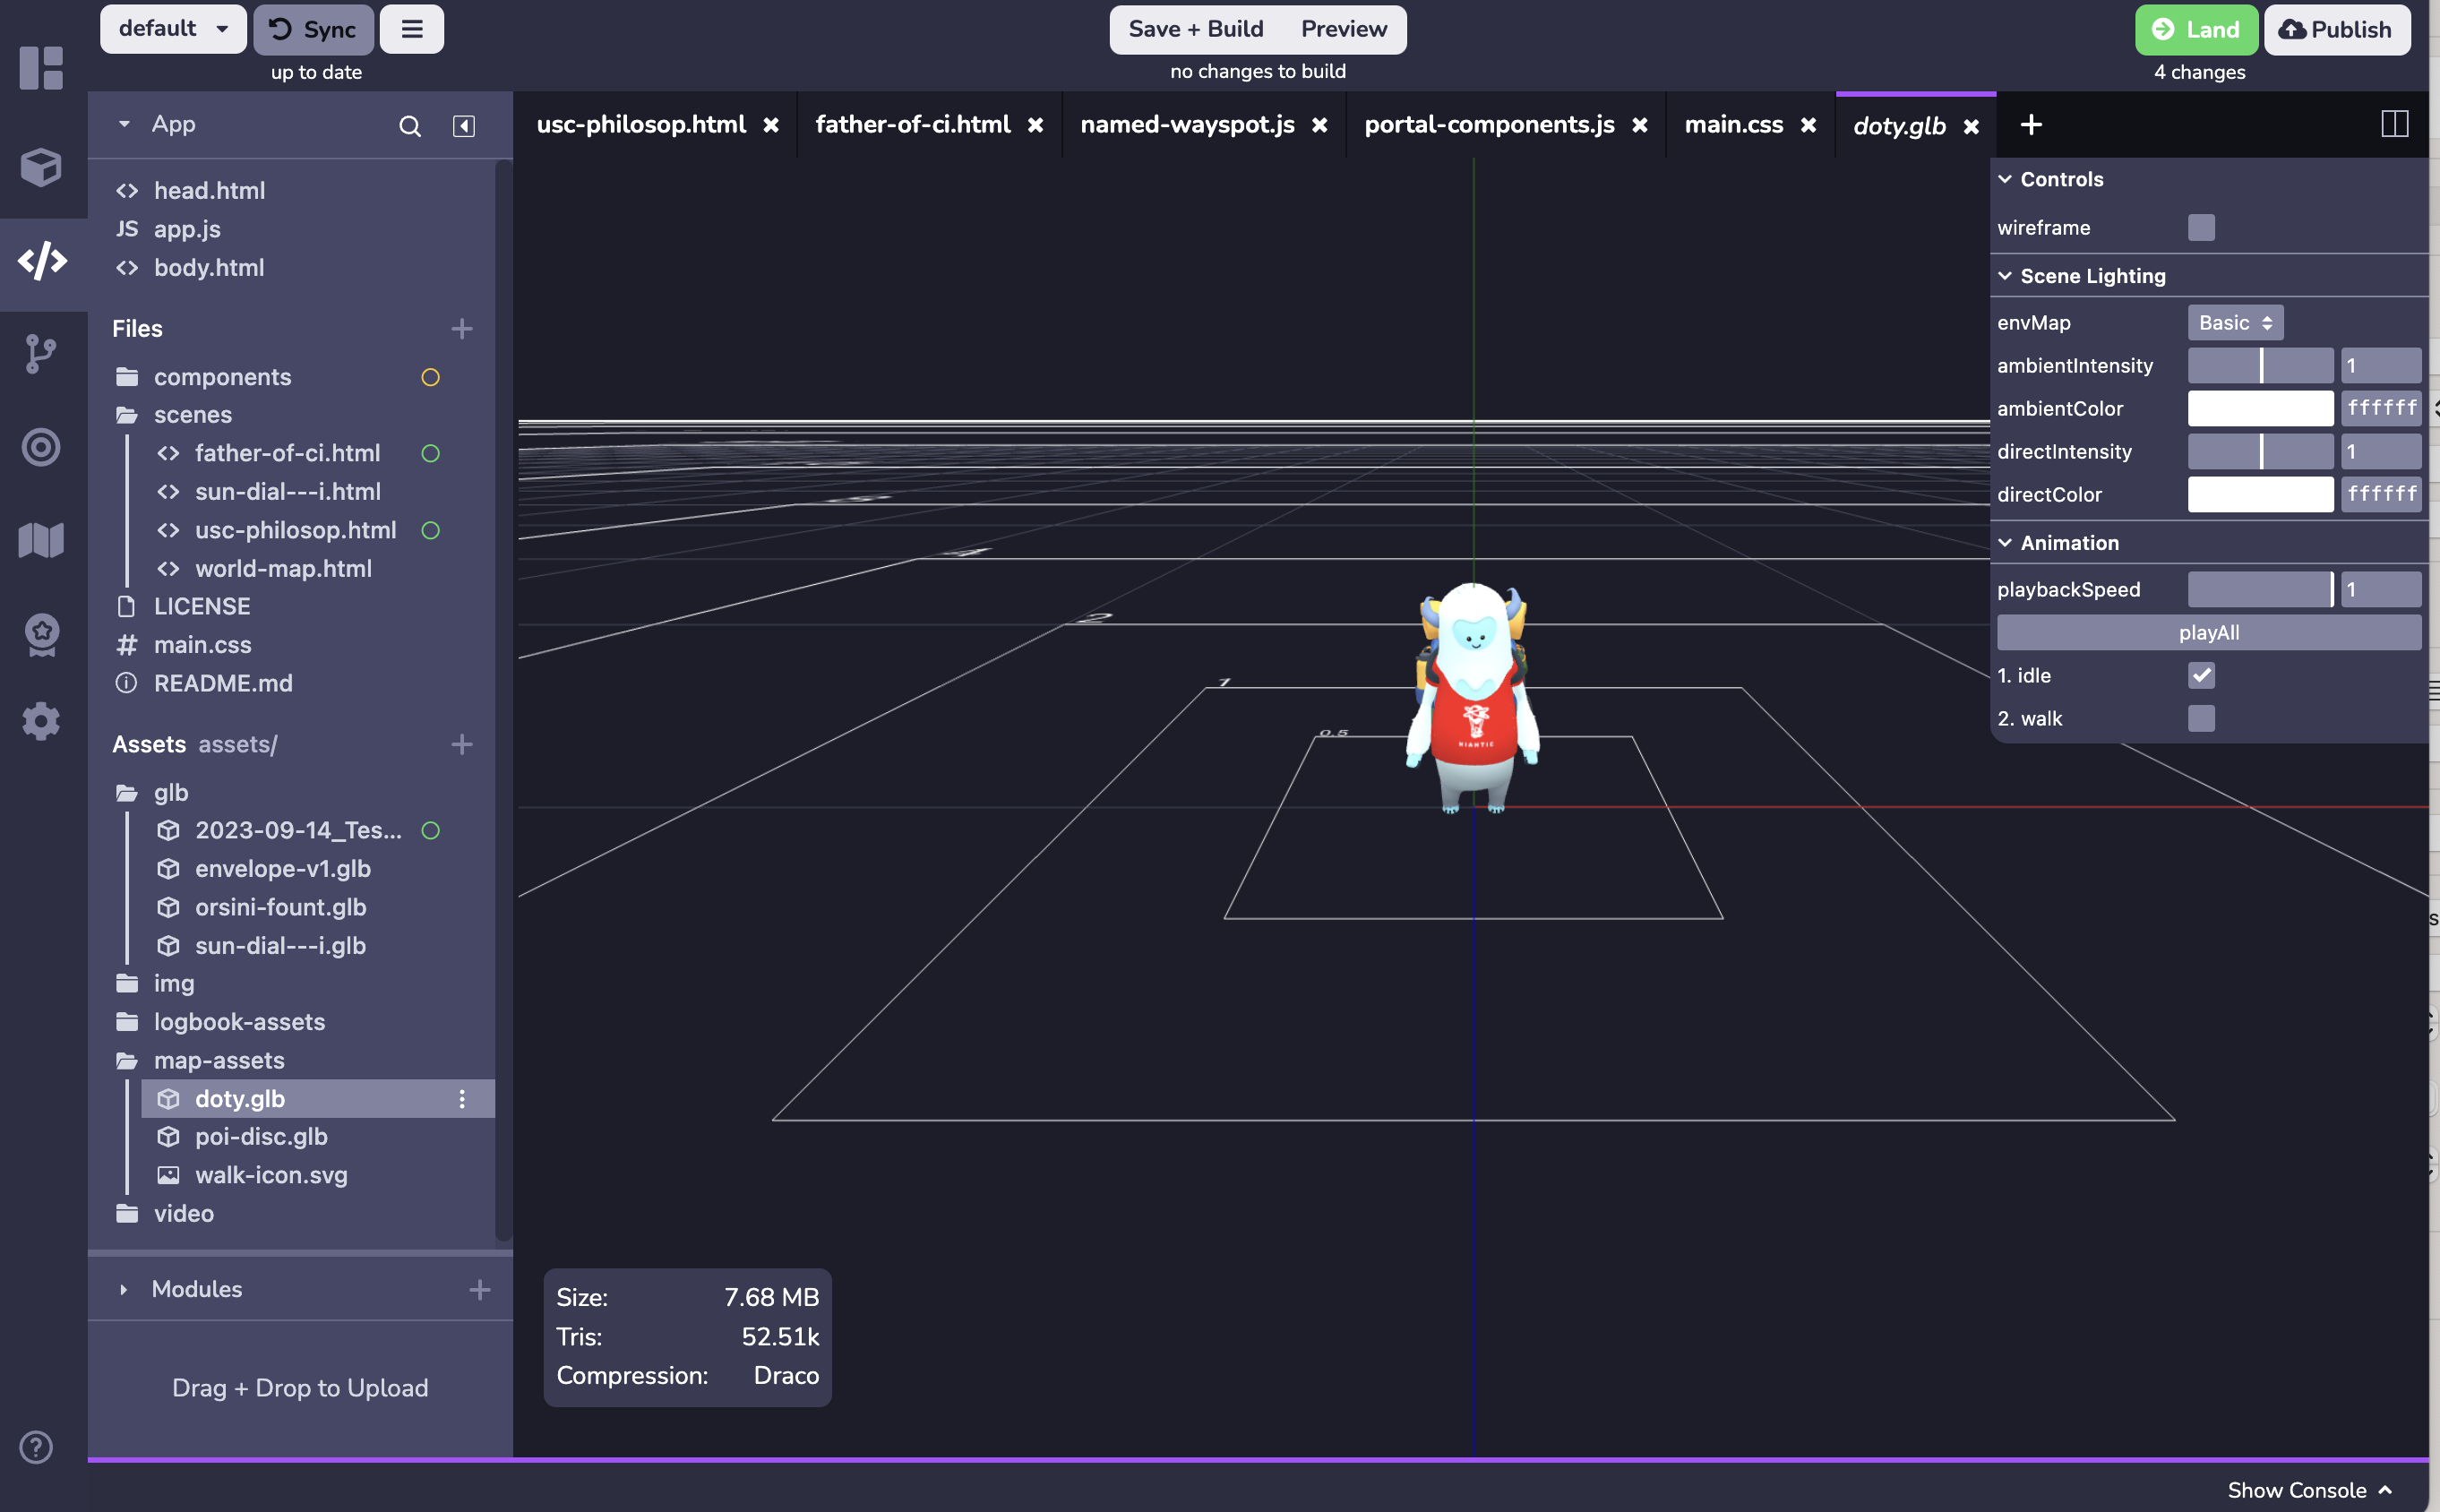 default
Sync
up to date
Save + Build
Preview
no changes to build
Land
4 changes
Publish
App
head.html
JS app.js
body.html
Files
components
scenes
father-of-ci.html
sun-dial---i.html
usc-philosop.html
world-map.html
LICENSE
main.css
README.md
Assets assets/
glb
2023-09-14_Tes...
envelope-v1.glb
orsini-fount.glb
sun-dial---i.glb
img
logbook-assets
map-assets
doty.glb
poi-disc.glb
walk-icon.svg
video
Modules
Drag + Drop to Upload
usc-philosop.html
father-of-ci.html
named-wayspot.js
portal-components.js
main.css
doty.glb
2
1
0.5
NIANTIC
Size: 7.68 MB
Tris: 52.51k
Compression: Draco
Controls
wireframe
Scene Lighting
envMap Basic
ambientIntensity 1
ambientColor ffffff
directIntensity 1
directColor ffffff
Animation
playbackSpeed 1
playAll
1. idle
2. walk
Show Console